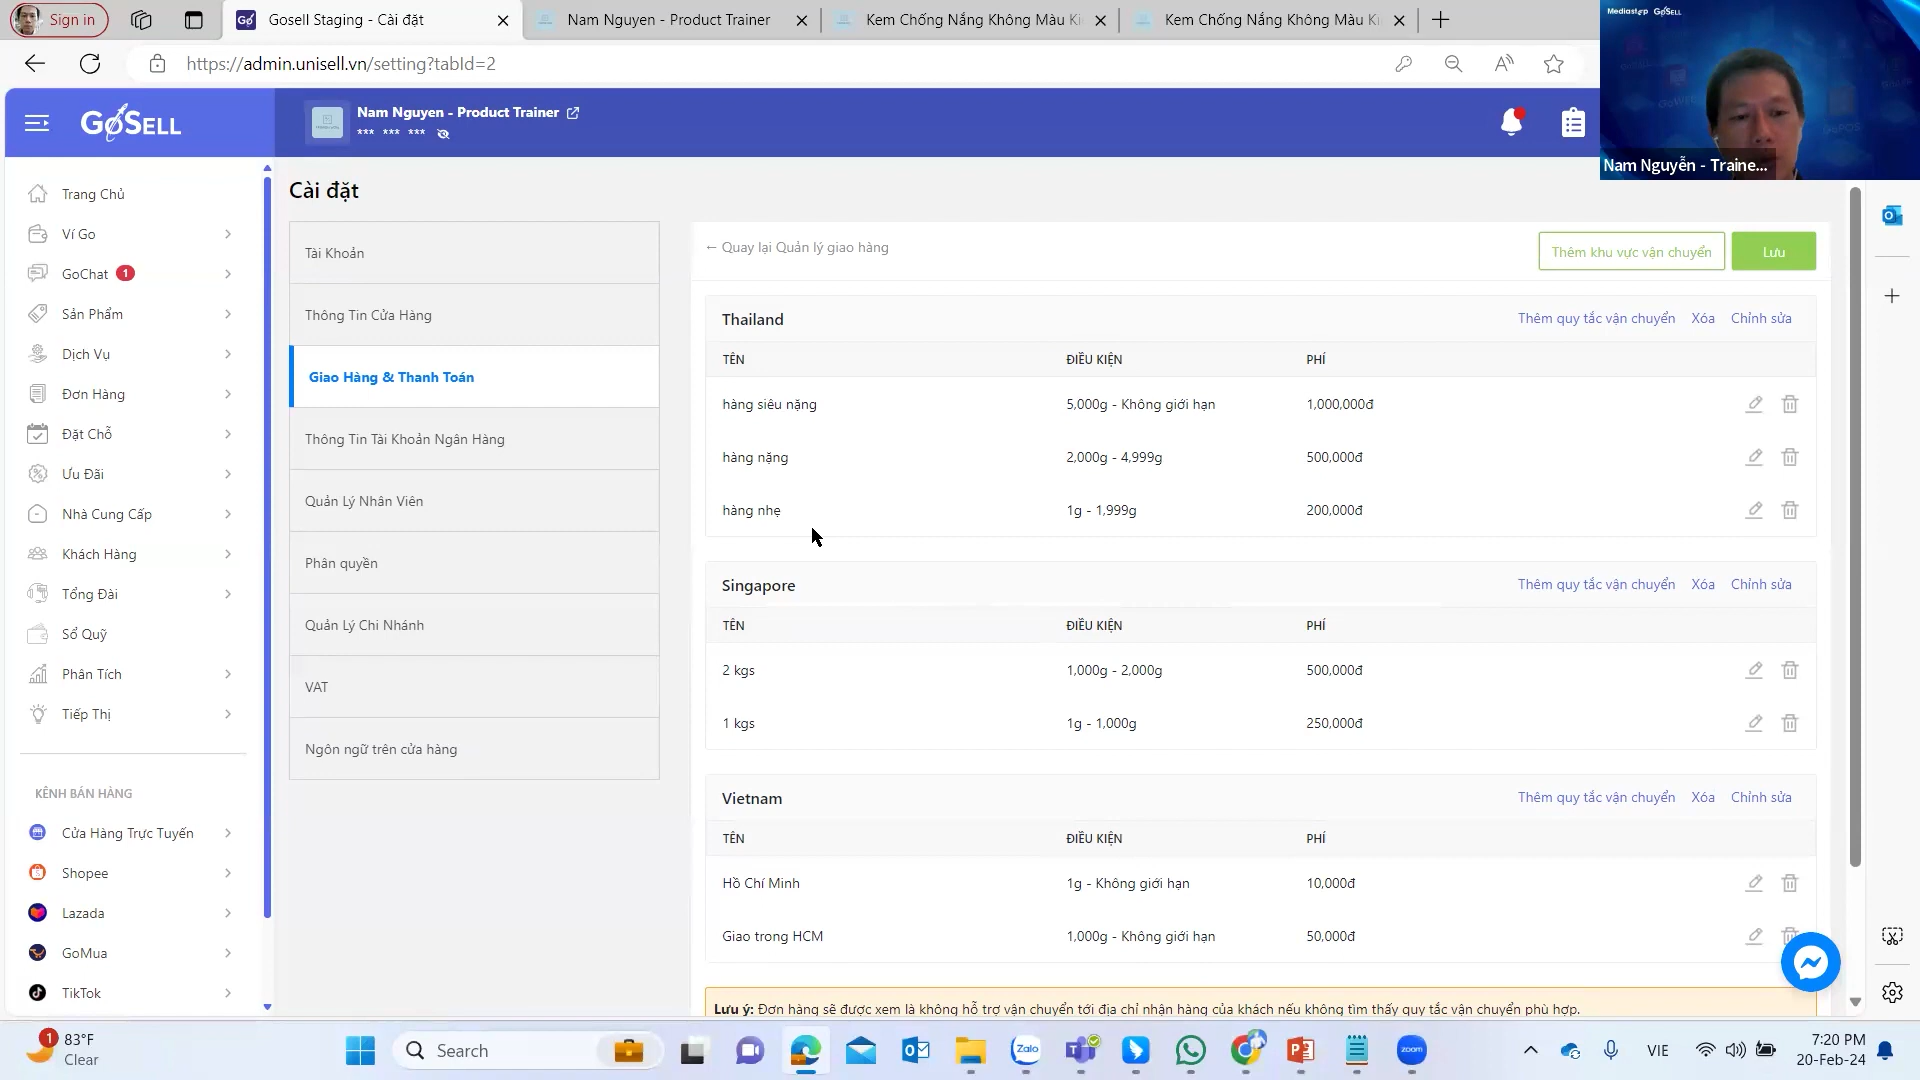 Sign in
Gosell Staging - Cài đặt
Nam Nguyen - Product Trainer
Kem Chống Nắng Không Màu Ki
Kem Chống Nắng Không Màu Ki
https://admin.unisell.vn/setting?tabId=2
Mediastep GoSELL
Nam Nguyễn - Traine...
GoSELL
Nam Nguyen - Product Trainer
*** *** ***
Trang Chủ
Ví Go
GoChat 1
Sản Phẩm
Dịch Vụ
Đơn Hàng
Đặt Chỗ
Ưu Đãi
Nhà Cung Cấp
Khách Hàng
Tổng Đài
Sổ Quỹ
Phân Tích
Tiếp Thị
KÊNH BÁN HÀNG
Cửa Hàng Trực Tuyến
Shopee
Lazada
GoMua
TikTok
Cài đặt
Tài Khoản
Thông Tin Cửa Hàng
Giao Hàng & Thanh Toán
Thông Tin Tài Khoản Ngân Hàng
Quản Lý Nhân Viên
Phân quyền
Quản Lý Chi Nhánh
VAT
Ngôn ngữ trên cửa hàng
← Quay lại Quản lý giao hàng
Thêm khu vực vận chuyển
Lưu
Thailand
Thêm quy tắc vận chuyển Xóa Chỉnh sửa
TÊN ĐIỀU KIỆN PHÍ
hàng siêu nặng 5,000g - Không giới hạn 1,000,000đ
hàng nặng 2,000g - 4,999g 500,000đ
hàng nhẹ 1g - 1,999g 200,000đ
Singapore
Thêm quy tắc vận chuyển Xóa Chỉnh sửa
TÊN ĐIỀU KIỆN PHÍ
2 kgs 1,000g - 2,000g 500,000đ
1 kgs 1g - 1,000g 250,000đ
Vietnam
Thêm quy tắc vận chuyển Xóa Chỉnh sửa
TÊN ĐIỀU KIỆN PHÍ
Hồ Chí Minh 1g - Không giới hạn 10,000đ
Giao trong HCM 1,000g - Không giới hạn 50,000đ
Lưu ý: Đơn hàng sẽ được xem là không hỗ trợ vận chuyển tới địa chỉ nhận hàng của khách nếu không tìm thấy quy tắc vận chuyển phù hợp.
1
83°F
Clear
Search
Zalo
zoom
VIE
7:20 PM
20-Feb-24